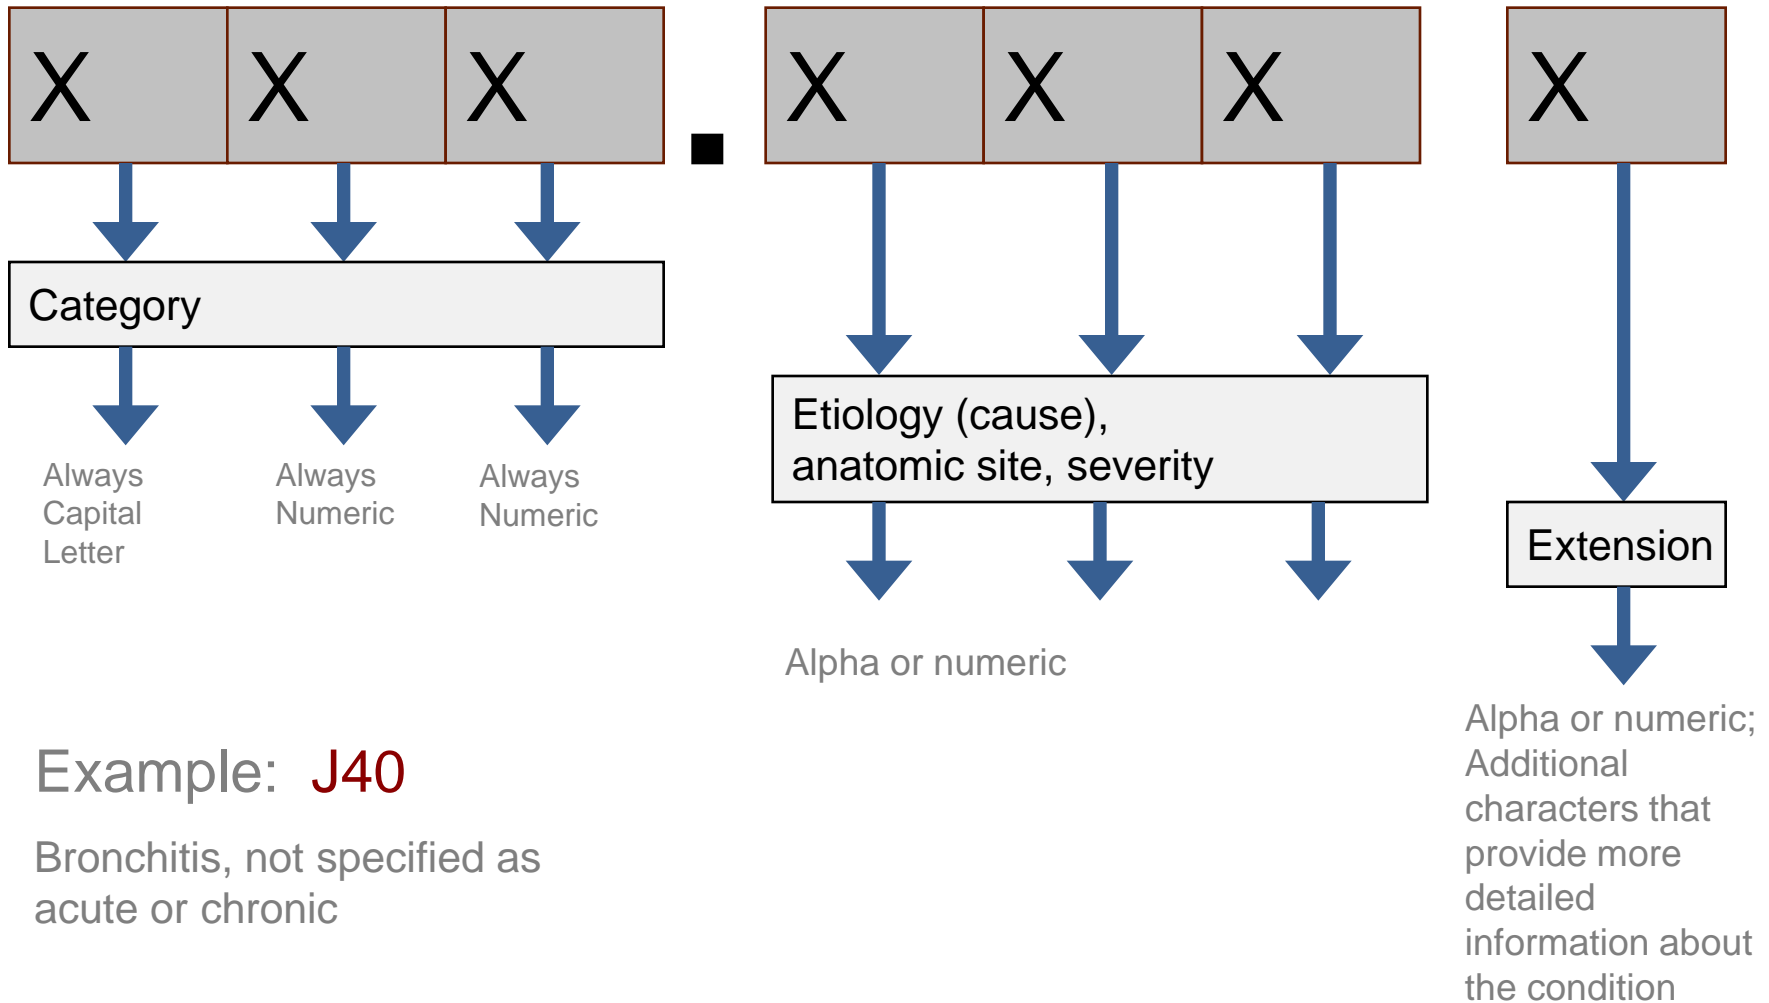 X X X . X X X X
Category
Always
Capital
Letter
Always
Numeric
Always
Numeric
Etiology (cause),
anatomic site, severity
Alpha or numeric
Extension
Alpha or numeric;
Additional
characters that
provide more
detailed
information about
the condition
Example: J40
Bronchitis, not specified as
acute or chronic